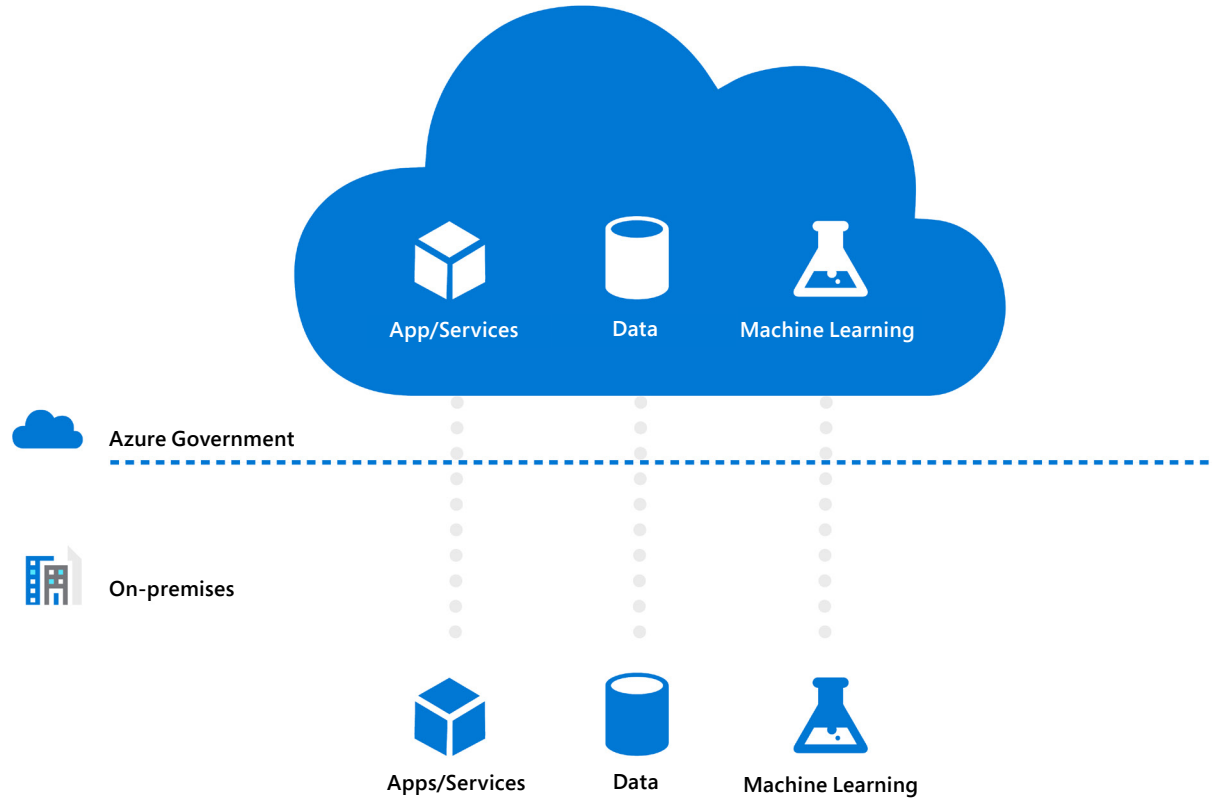 App/Services
Data
Machine Learning
Azure Government
On-premises
Apps/Services
Data
Machine Learning